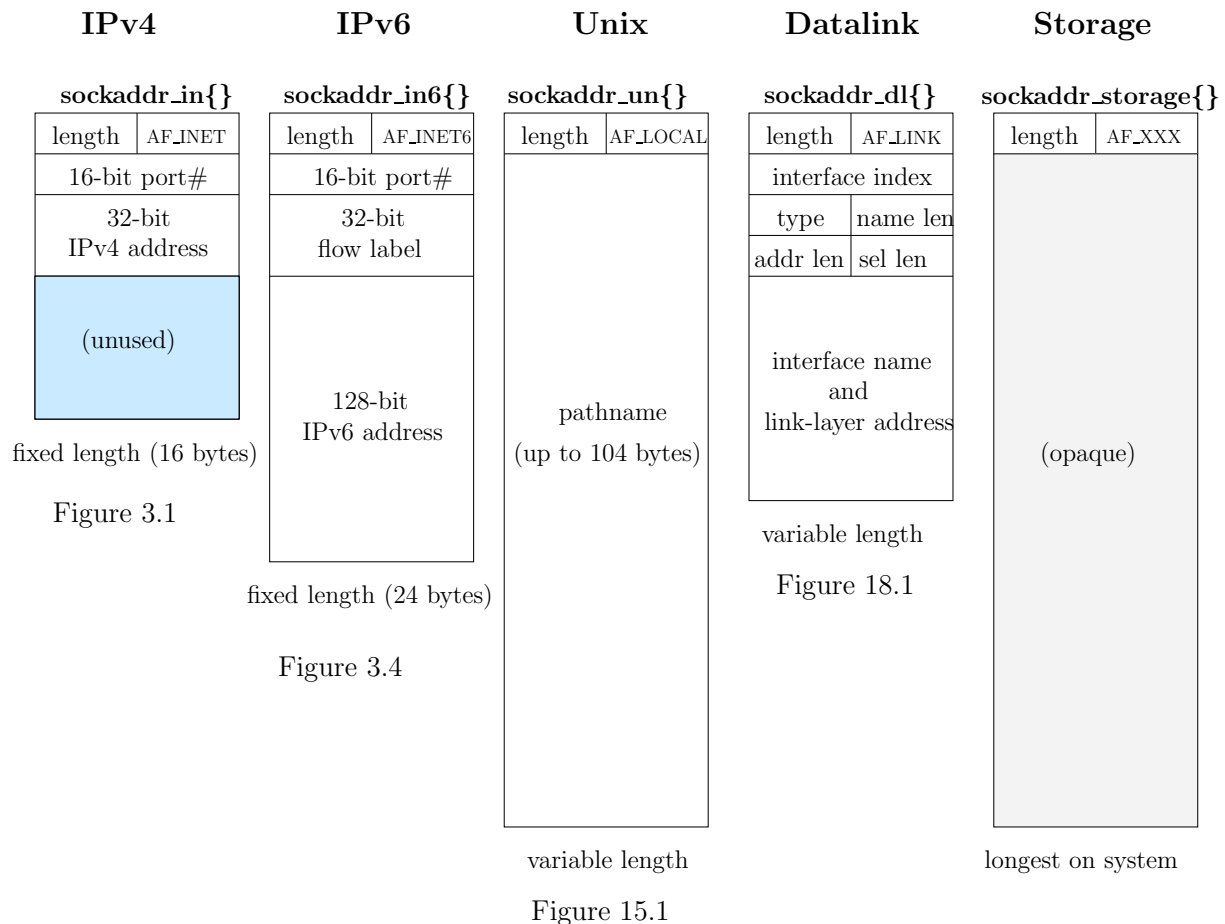 IPv4
IPv6
Unix
Datalink
Storage
sockaddr_in{}
length AF_INET
16-bit port#
32-bit
IPv4 address
(unused)
fixed length (16 bytes)
Figure 3.1
sockaddr_in6{}
length AF_INET6
16-bit port#
32-bit
flow label
128-bit
IPv6 address
fixed length (24 bytes)
Figure 3.4
sockaddr_un{}
length AF_LOCAL
pathname
(up to 104 bytes)
variable length
Figure 15.1
sockaddr_dl{}
length AF_LINK
interface index
type name len
addr len sel len
interface name
and
link-layer address
variable length
Figure 18.1
sockaddr_storage{}
length AF_XXX
(opaque)
longest on system